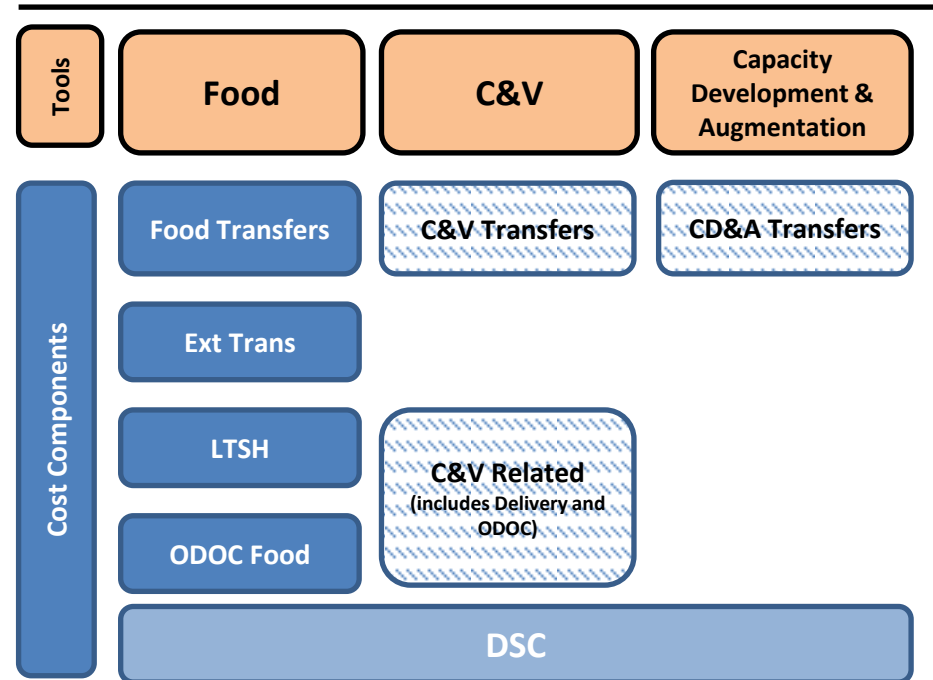 Tools
Food
C&V
Capacity
Development &
Augmentation
Cost Components
Food Transfers
C&V Transfers
CD&A Transfers
Ext Trans
LTSH
C&V Related
(includes Delivery and
ODOC)
ODOC Food
DSC